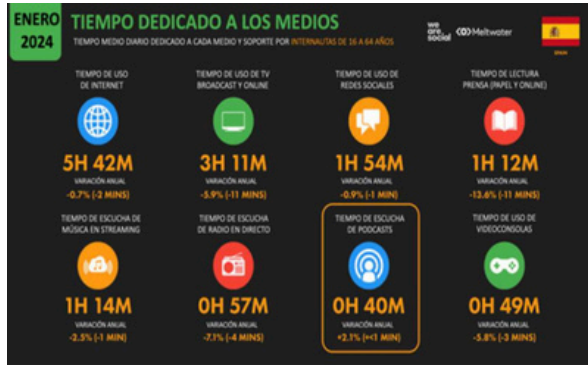 ENERO
2024
TIEMPO DEDICADO A LOS MEDIOS
TIEMPO MEDIO DIARIO DEDICADO A CADA MEDIO Y SOPORTE POR INTERNAUTAS DE 16 A 64 AÑOS
we
are.
social
Meltwater
SPAIN
TIEMPO DE USO
DE INTERNET
5H 42M
VARIACIÓN ANUAL
-0.7% (-2 MINS)
TIEMPO DE USO DE TV
BROADCAST Y ONLINE
3H 11M
VARIACIÓN ANUAL
-5.9% (-11 MINS)
TIEMPO DE USO DE
REDES SOCIALES
1H 54M
VARIACIÓN ANUAL
-0.9% (-1 MIN)
TIEMPO DE LECTURA
PRENSA (PAPEL Y ONLINE)
1H 12M
VARIACIÓN ANUAL
-13.6% (-11 MINS)
TIEMPO DE ESCUCHA DE
MÚSICA EN STREAMING
1H 14M
VARIACIÓN ANUAL
-2.5% (-1 MIN)
TIEMPO DE ESCUCHA
DE RADIO EN DIRECTO
0H 57M
VARIACIÓN ANUAL
-7.1% (-4 MINS)
TIEMPO DE ESCUCHA
DE PODCASTS
0H 40M
VARIACIÓN ANUAL
+2.1% (+<1 MIN)
TIEMPO DE USO DE
VIDEOCONSOLAS
0H 49M
VARIACIÓN ANUAL
-5.8% (-3 MINS)